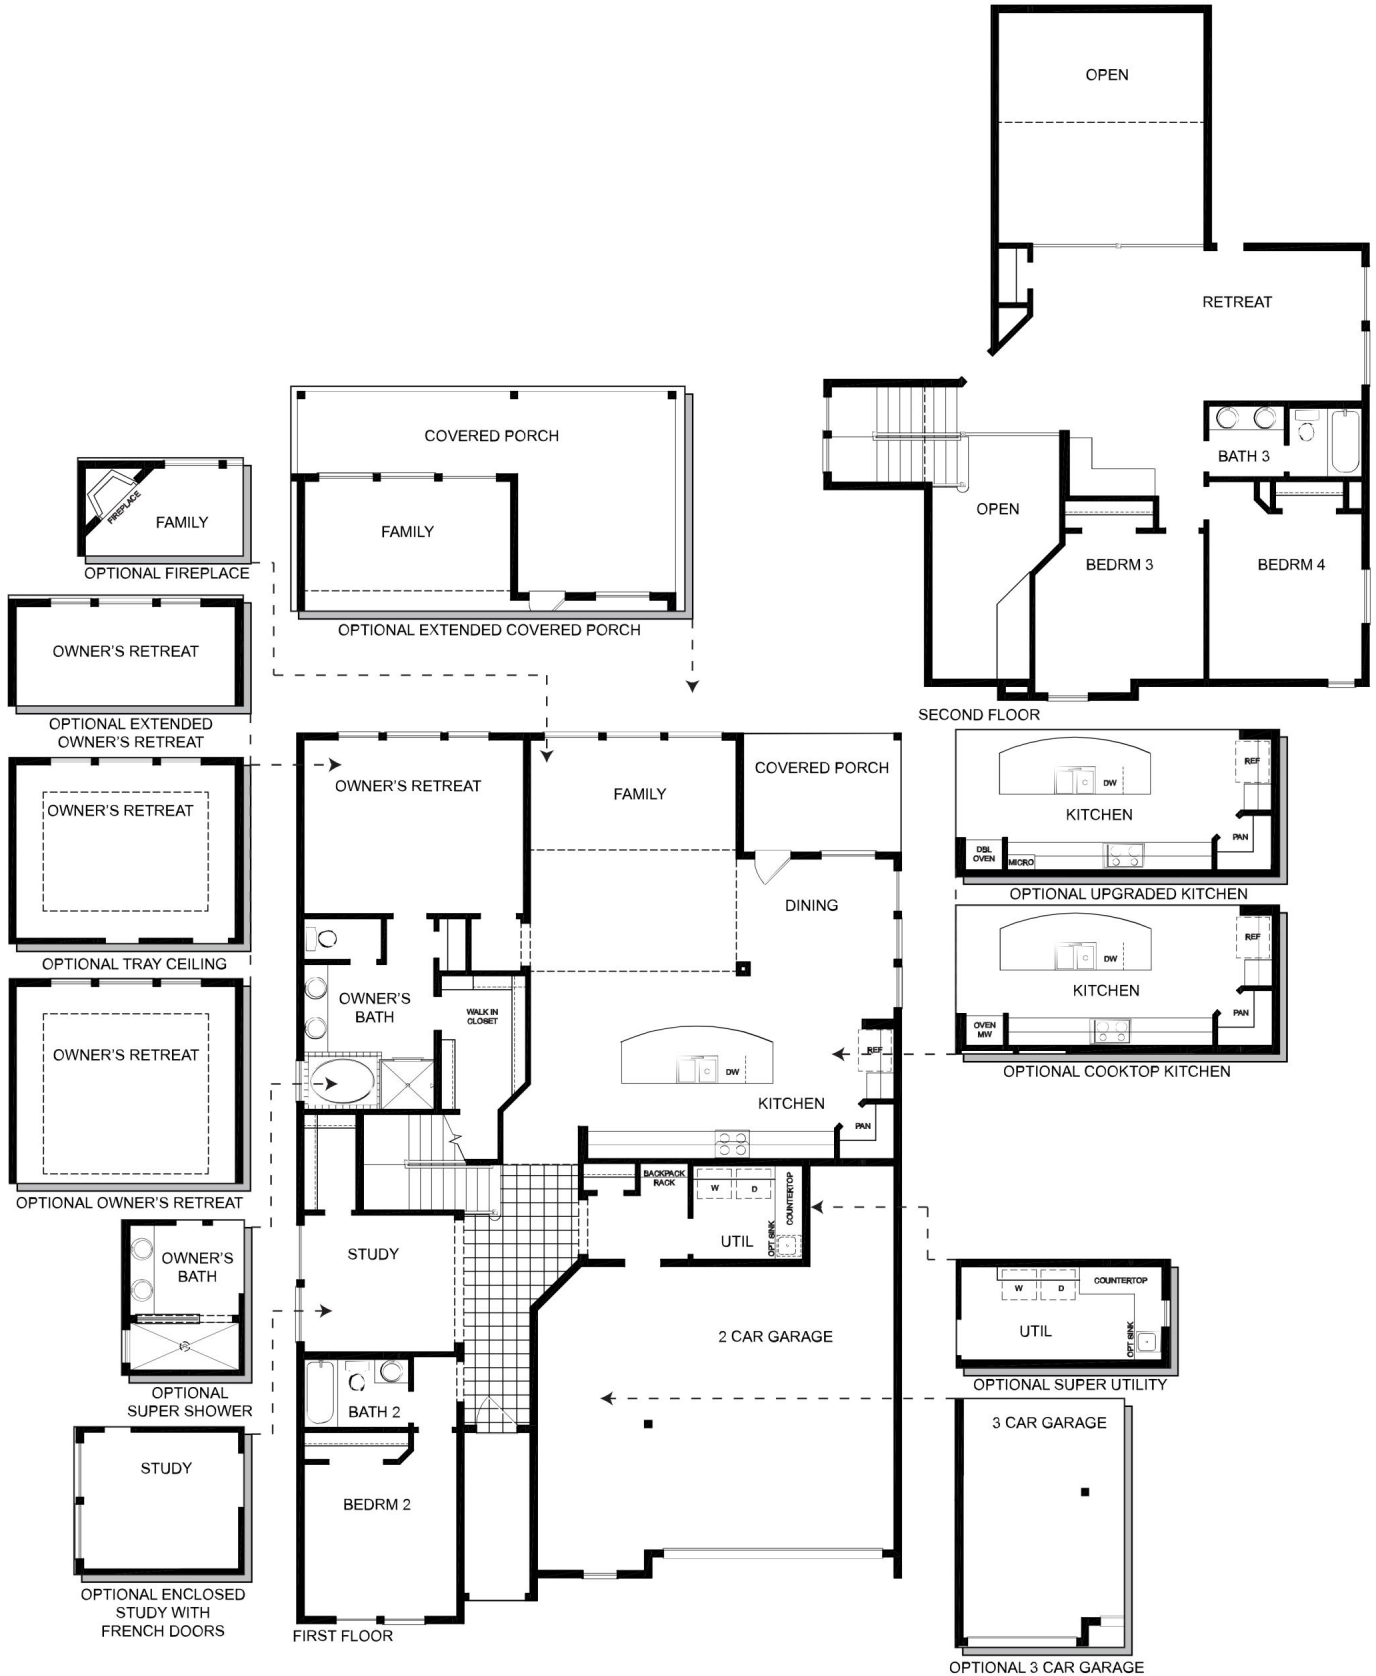 OPEN
RETREAT
BATH 3
OPEN
BEDRM 3
BEDRM 4
SECOND FLOOR
COVERED PORCH
FAMILY
OPTIONAL EXTENDED COVERED PORCH
FIREPLACE
FAMILY
OPTIONAL FIREPLACE
OWNER'S RETREAT
OPTIONAL EXTENDED
OWNER'S RETREAT
OWNER'S RETREAT
OPTIONAL TRAY CEILING
OWNER'S RETREAT
OPTIONAL OWNER'S RETREAT
OWNER'S
BATH
OPTIONAL
SUPER SHOWER
STUDY
OPTIONAL ENCLOSED
STUDY WITH
FRENCH DOORS
OWNER'S RETREAT
FAMILY
COVERED PORCH
DINING
OWNER'S
BATH
WALK IN
CLOSET
REF
DW
KITCHEN
PAN
BACKPACK
RACK
W
D
COUNTERTOP
OPT SINK
UTIL
STUDY
2 CAR GARAGE
BATH 2
BEDRM 2
FIRST FLOOR
REF
DW
KITCHEN
PAN
DBL
OVEN
MICRO
OPTIONAL UPGRADED KITCHEN
REF
DW
KITCHEN
PAN
OVEN
MW
OPTIONAL COOKTOP KITCHEN
W
D
COUNTERTOP
UTIL
OPT SINK
OPTIONAL SUPER UTILITY
3 CAR GARAGE
OPTIONAL 3 CAR GARAGE